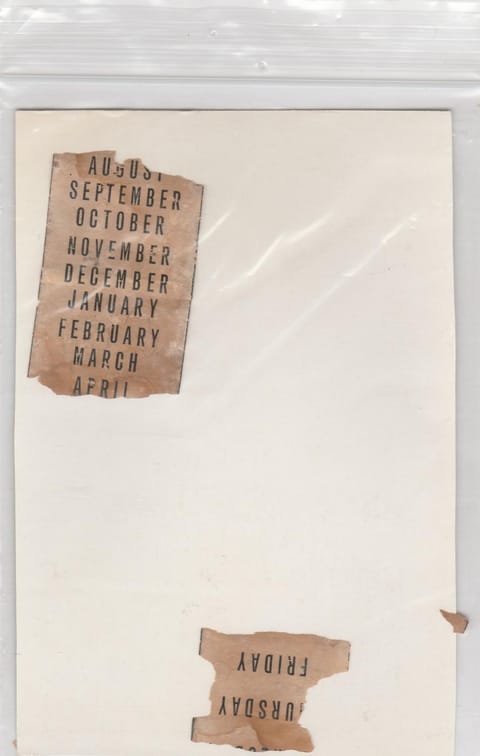 AUGUST
SEPTEMBER
OCTOBER
NOVEMBER
DECEMBER
JANUARY
FEBRUARY
MARCH
APRIL
FRIDAY
URSDAY